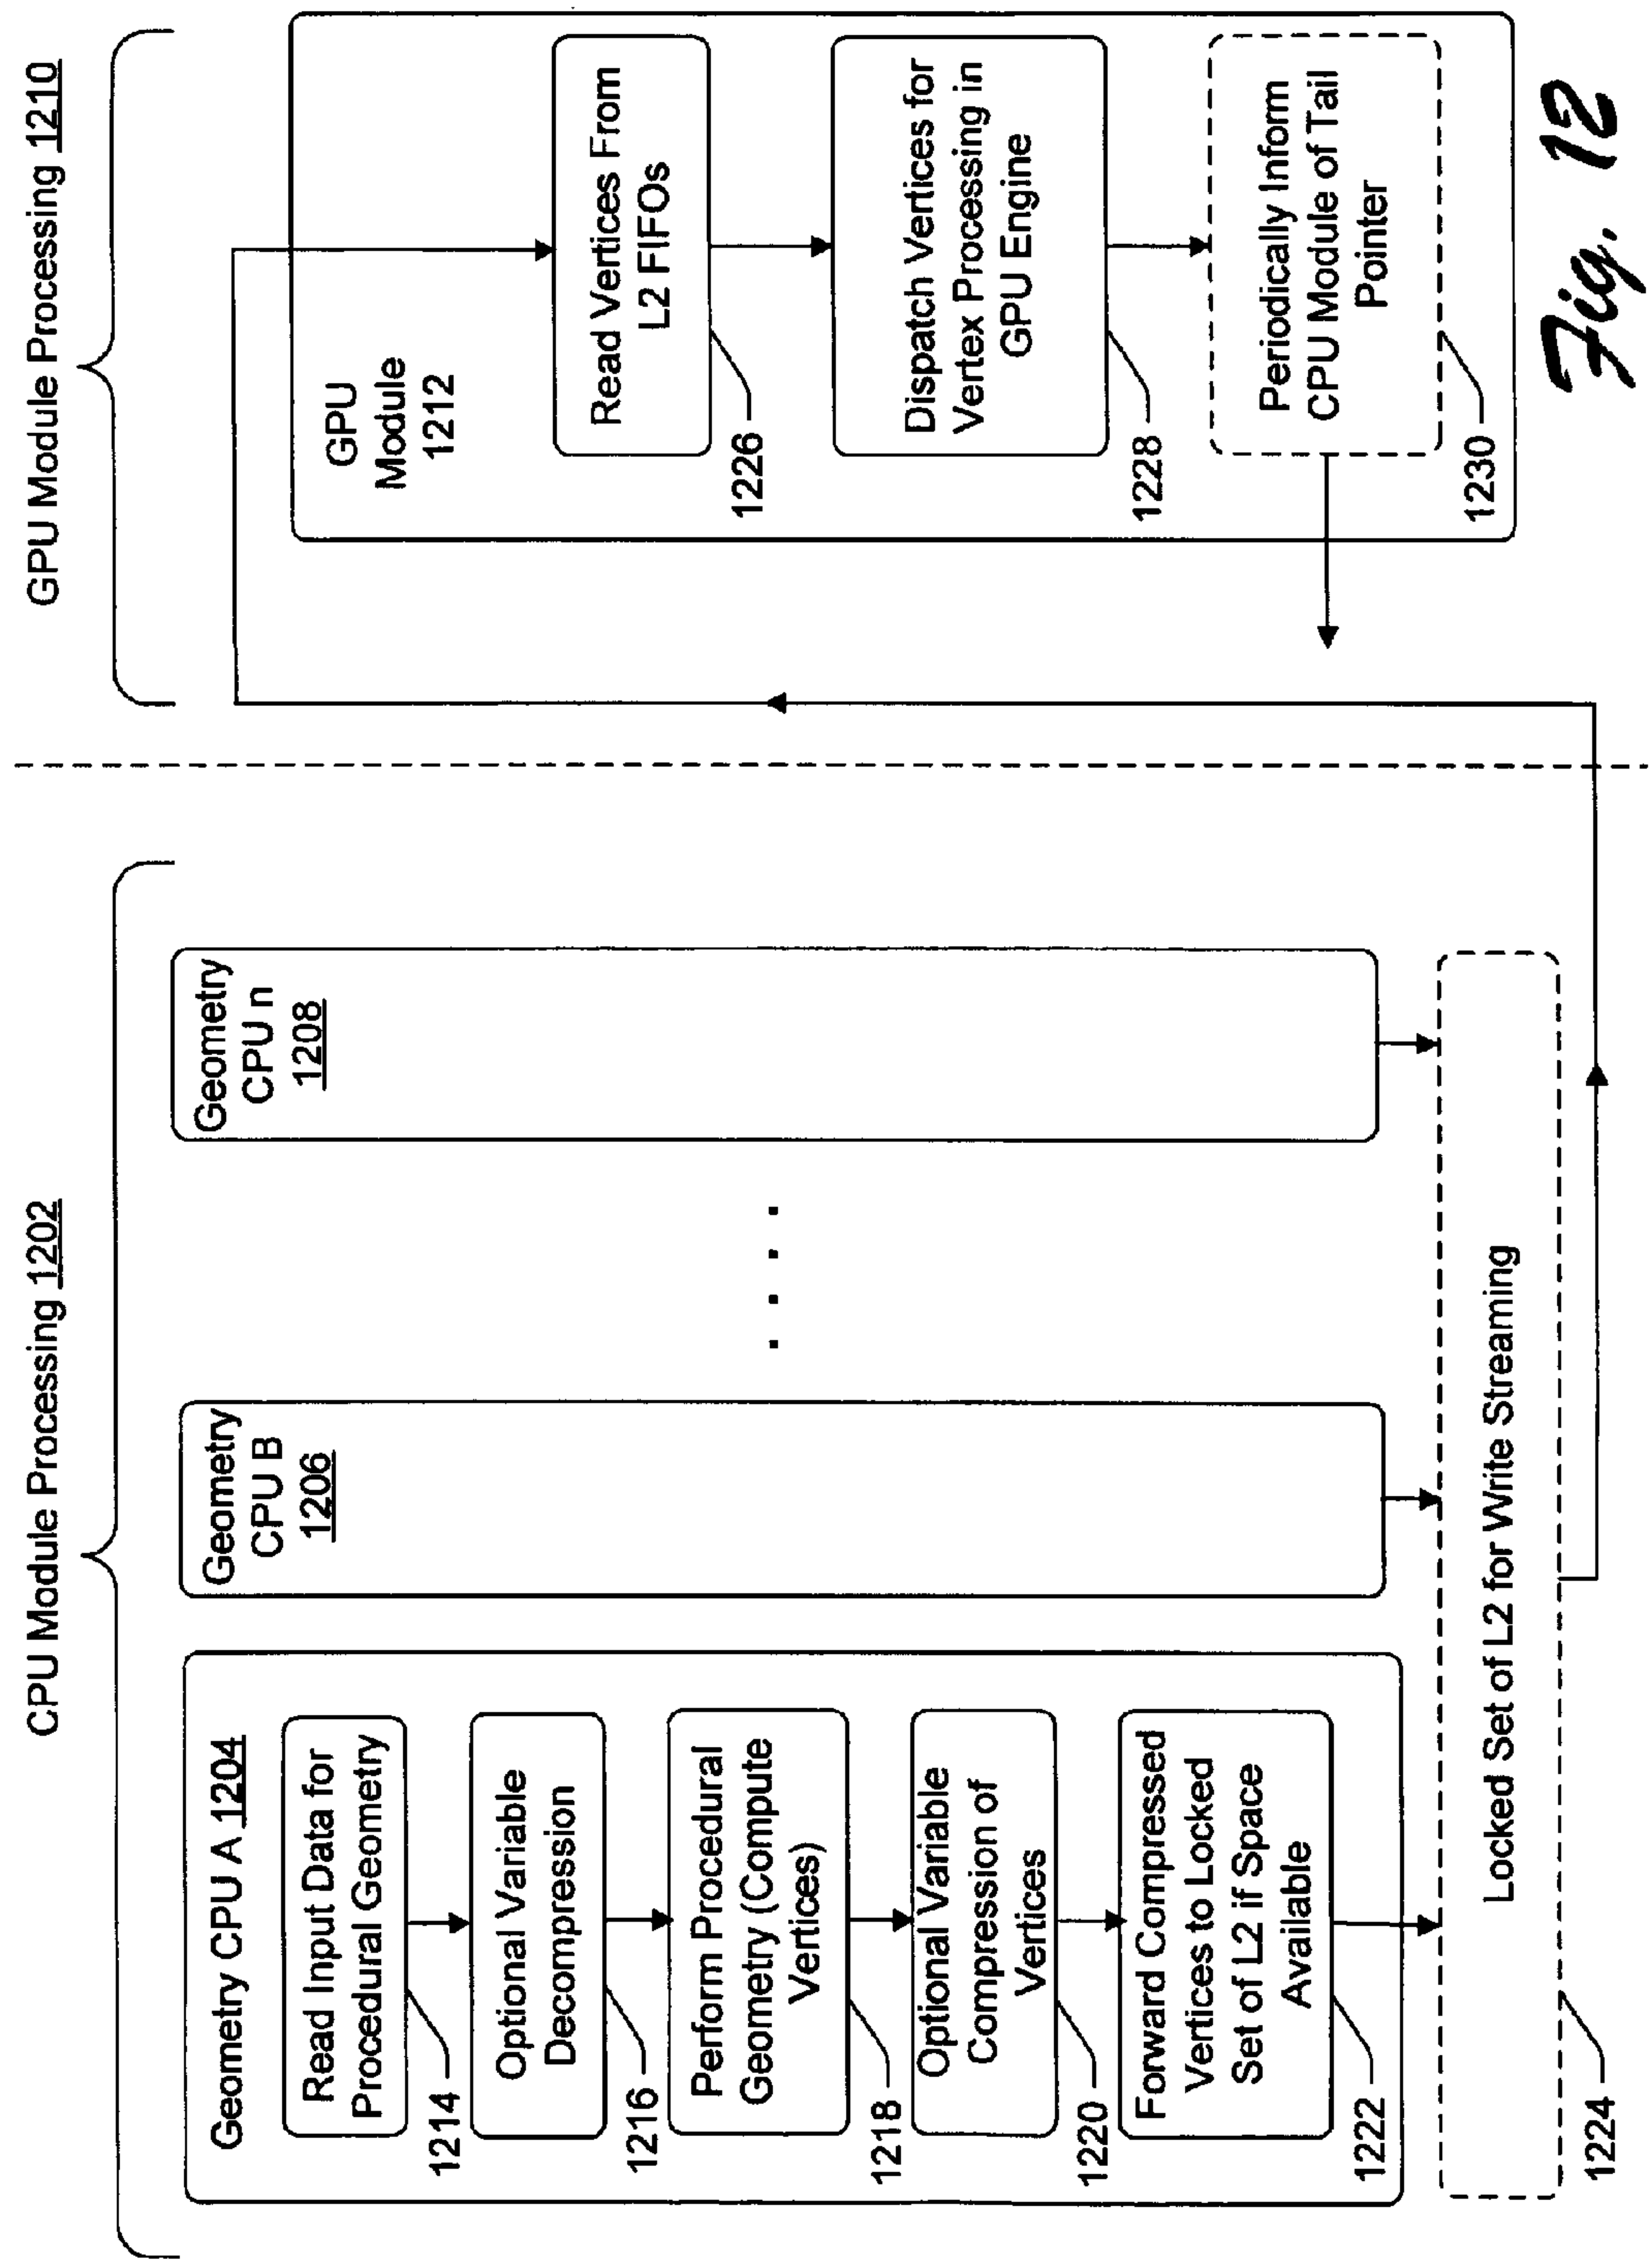 CPU Module Processing 1202
Geometry CPU A 1204
Read Input Data for
Procedural Geometry
1214
Optional Variable
Decompression
1216
Perform Procedural
Geometry (Compute
Vertices)
1218
Optional Variable
Compression of
Vertices
1220
Forward Compressed
Vertices to Locked
Set of L2 if Space
Available
1222
Geometry
CPU B
1206
. . . .
Geometry
CPU n
1208
Locked Set of L2 for Write Streaming
1224
GPU Module Processing 1210
GPU
Module
1212
Read Vertices From
L2 FIFOs
1226
Dispatch Vertices for
Vertex Processing in
GPU Engine
1228
Periodically Inform
CPU Module of Tail
Pointer
1230
Fig. 12